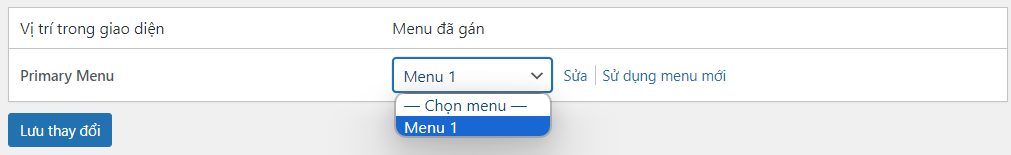 Vị trí trong giao diện Menu đã gán
Primary Menu Menu 1 Sửa Sử dụng menu mới
— Chọn menu —
Menu 1
Lưu thay đổi